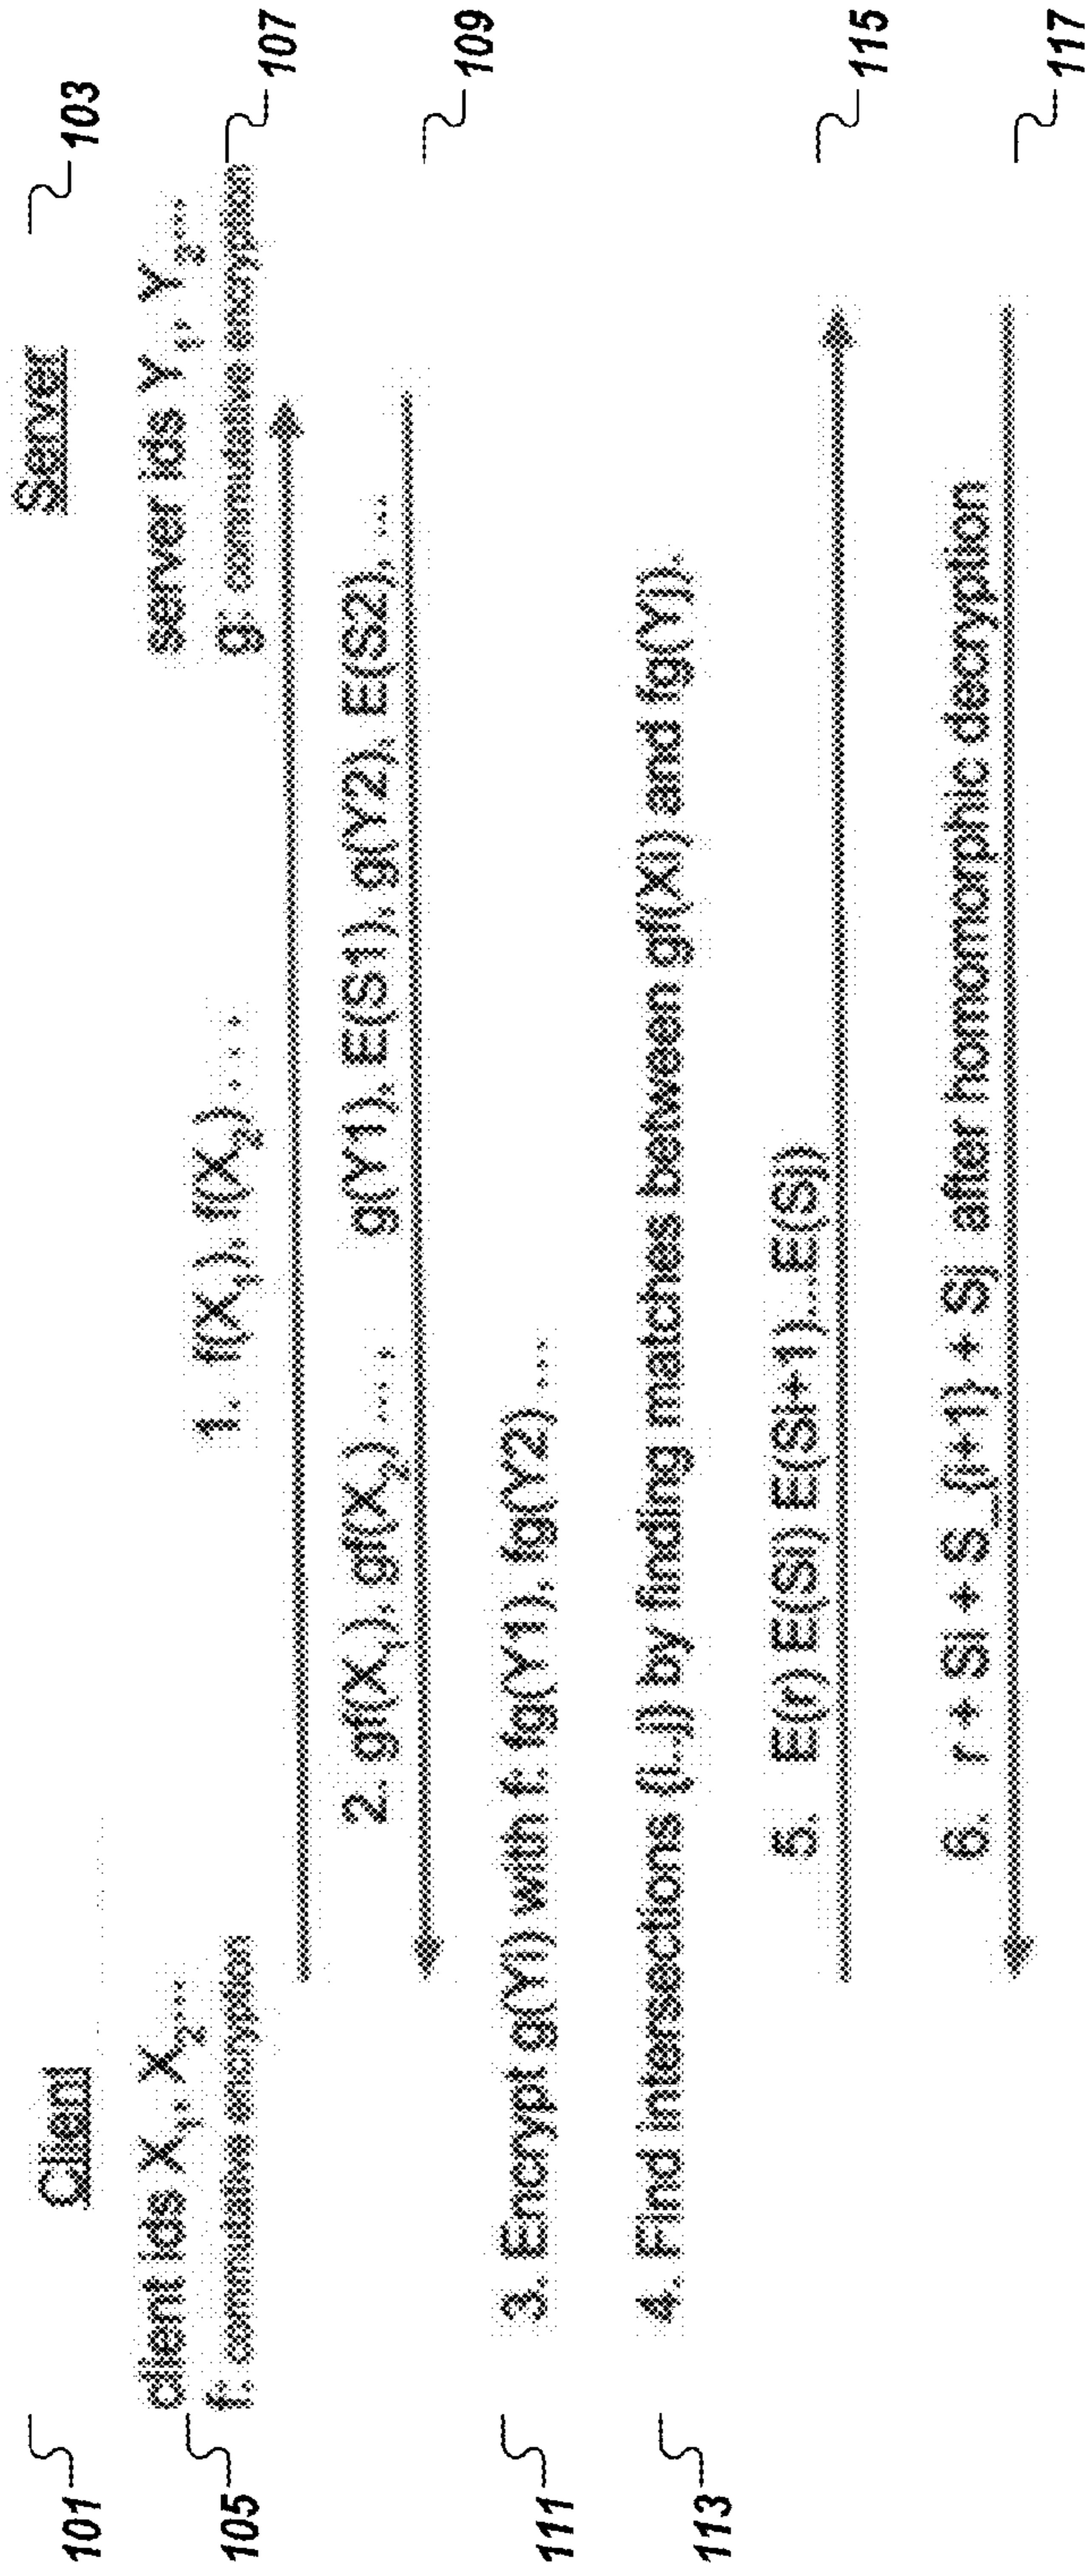 Client
Server
101
103
client ids X1, X2...
f: commutative encryption
105
server ids Y1, Y3...
g: commutative encryption
107
1. f(X1), f(X2) ....
2. gf(X1), gf(X2) .... g(Y1), E(S1), g(Y2), E(S2), ...
109
3. Encrypt g(Yi) with f: fg(Y1), fg(Y2) ....
111
4. Find intersections (i..j) by finding matches between gf(Xi) and fg(Yj).
113
5. E(r) E(Si) E(Si+1)...E(Sj)
115
6. r + Si + S_{i+1} + Sj after homomorphic decryption
117